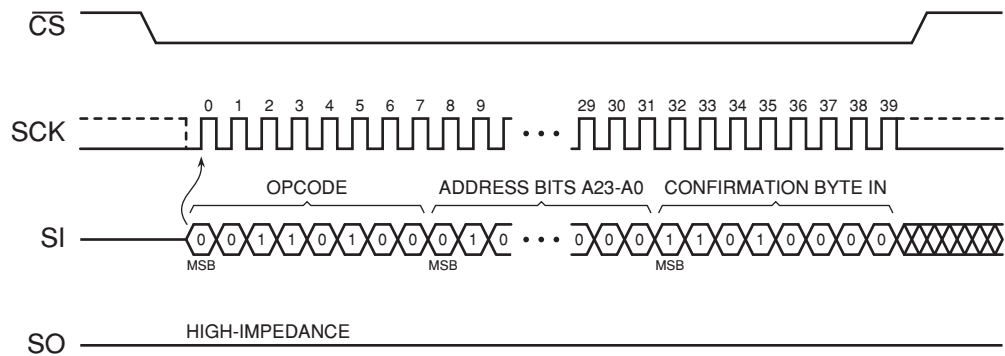 CS
0 1 2 3 4 5 6 7 8 9 29 30 31 32 33 34 35 36 37 38 39
SCK
OPCODE ADDRESS BITS A23-A0 CONFIRMATION BYTE IN
SI 0 0 1 1 0 1 0 0 0 1 0 0 0 0 1 1 0 1 0 0 0 0
MSB MSB MSB
HIGH-IMPEDANCE
SO